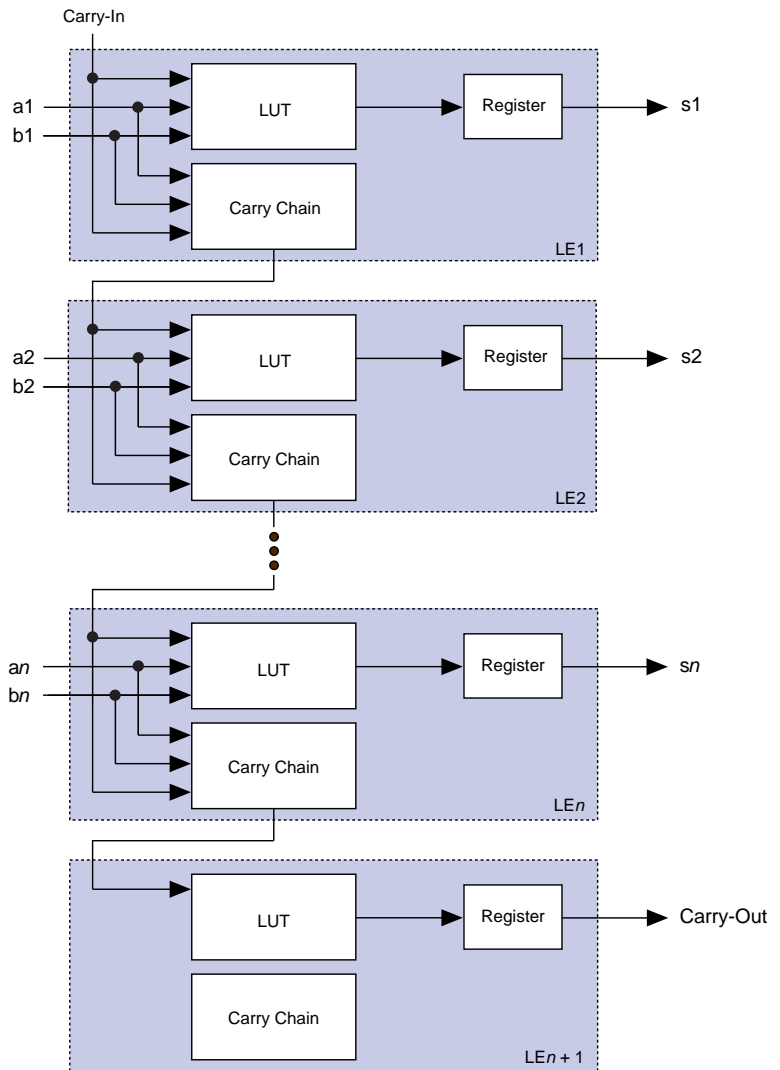 Carry-In
a1
b1
LUT
Register
s1
Carry Chain
LE1
a2
b2
LUT
Register
s2
Carry Chain
LE2
an
bn
LUT
Register
sn
Carry Chain
LEn
LUT
Register
Carry-Out
Carry Chain
LEn + 1